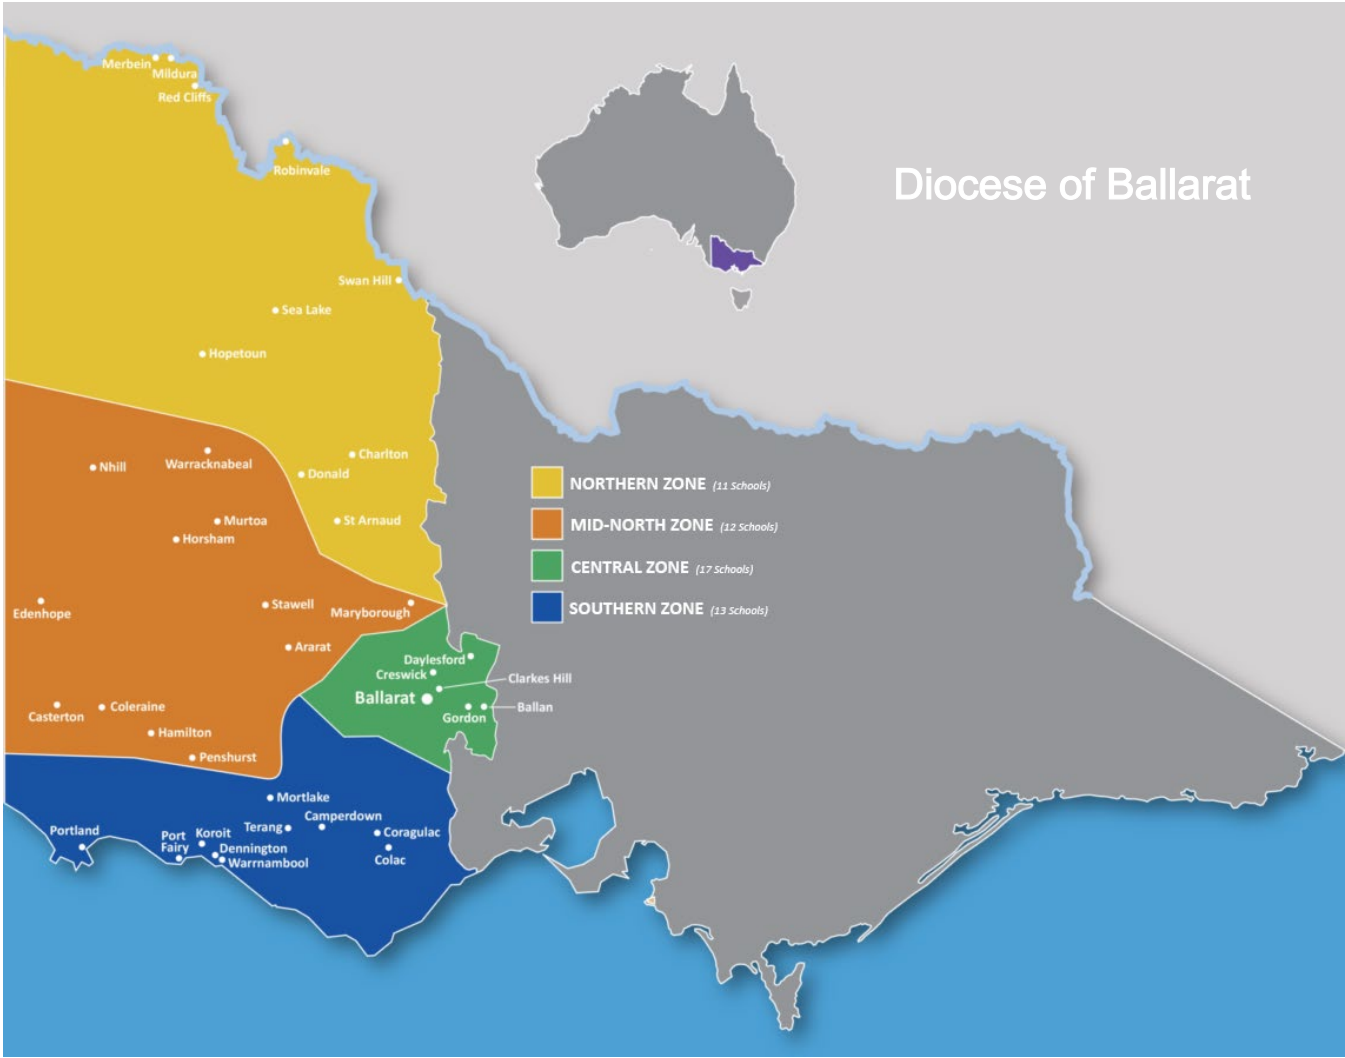 Merbein
Mildura
Red Cliffs
Robinvale
Diocese of Ballarat
Swan Hill
Sea Lake
Hopetoun
Charlton
Warracknabeal
Nhill
Donald
St Arnaud
Murtoa
Horsham
NORTHERN ZONE (11 Schools)
MID-NORTH ZONE (12 Schools)
CENTRAL ZONE (17 Schools)
SOUTHERN ZONE (13 Schools)
Edenhope
Stawell
Maryborough
Ararat
Daylesford
Creswick
Clarkes Hill
Ballarat
Gordon
Ballan
Casterton
Coleraine
Hamilton
Penshurst
Mortlake
Camperdown
Terang
Coragulac
Colac
Portland
Port
Fairy
Koroit
Dennington
Warrnambool